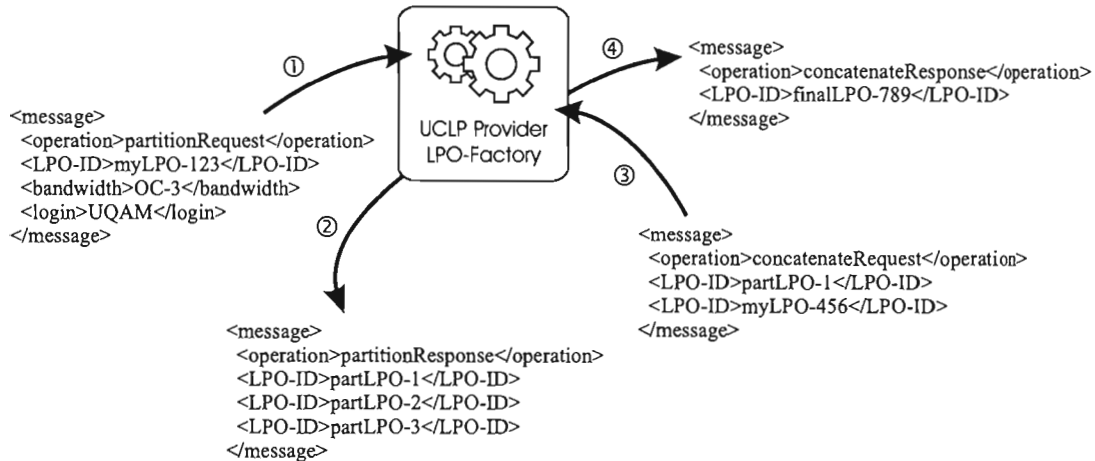 ①
<message>
<operation>partitionRequest</operation>
<LPO-ID>myLPO-123</LPO-ID>
<bandwidth>OC-3</bandwidth>
<login>UQAM</login>
</message>
UCLP Provider
LPO-Factory
②
<message>
<operation>partitionResponse</operation>
<LPO-ID>partLPO-1</LPO-ID>
<LPO-ID>partLPO-2</LPO-ID>
<LPO-ID>partLPO-3</LPO-ID>
</message>
③
<message>
<operation>concatenateRequest</operation>
<LPO-ID>partLPO-1</LPO-ID>
<LPO-ID>myLPO-456</LPO-ID>
</message>
④
<message>
<operation>concatenateResponse</operation>
<LPO-ID>finalLPO-789</LPO-ID>
</message>